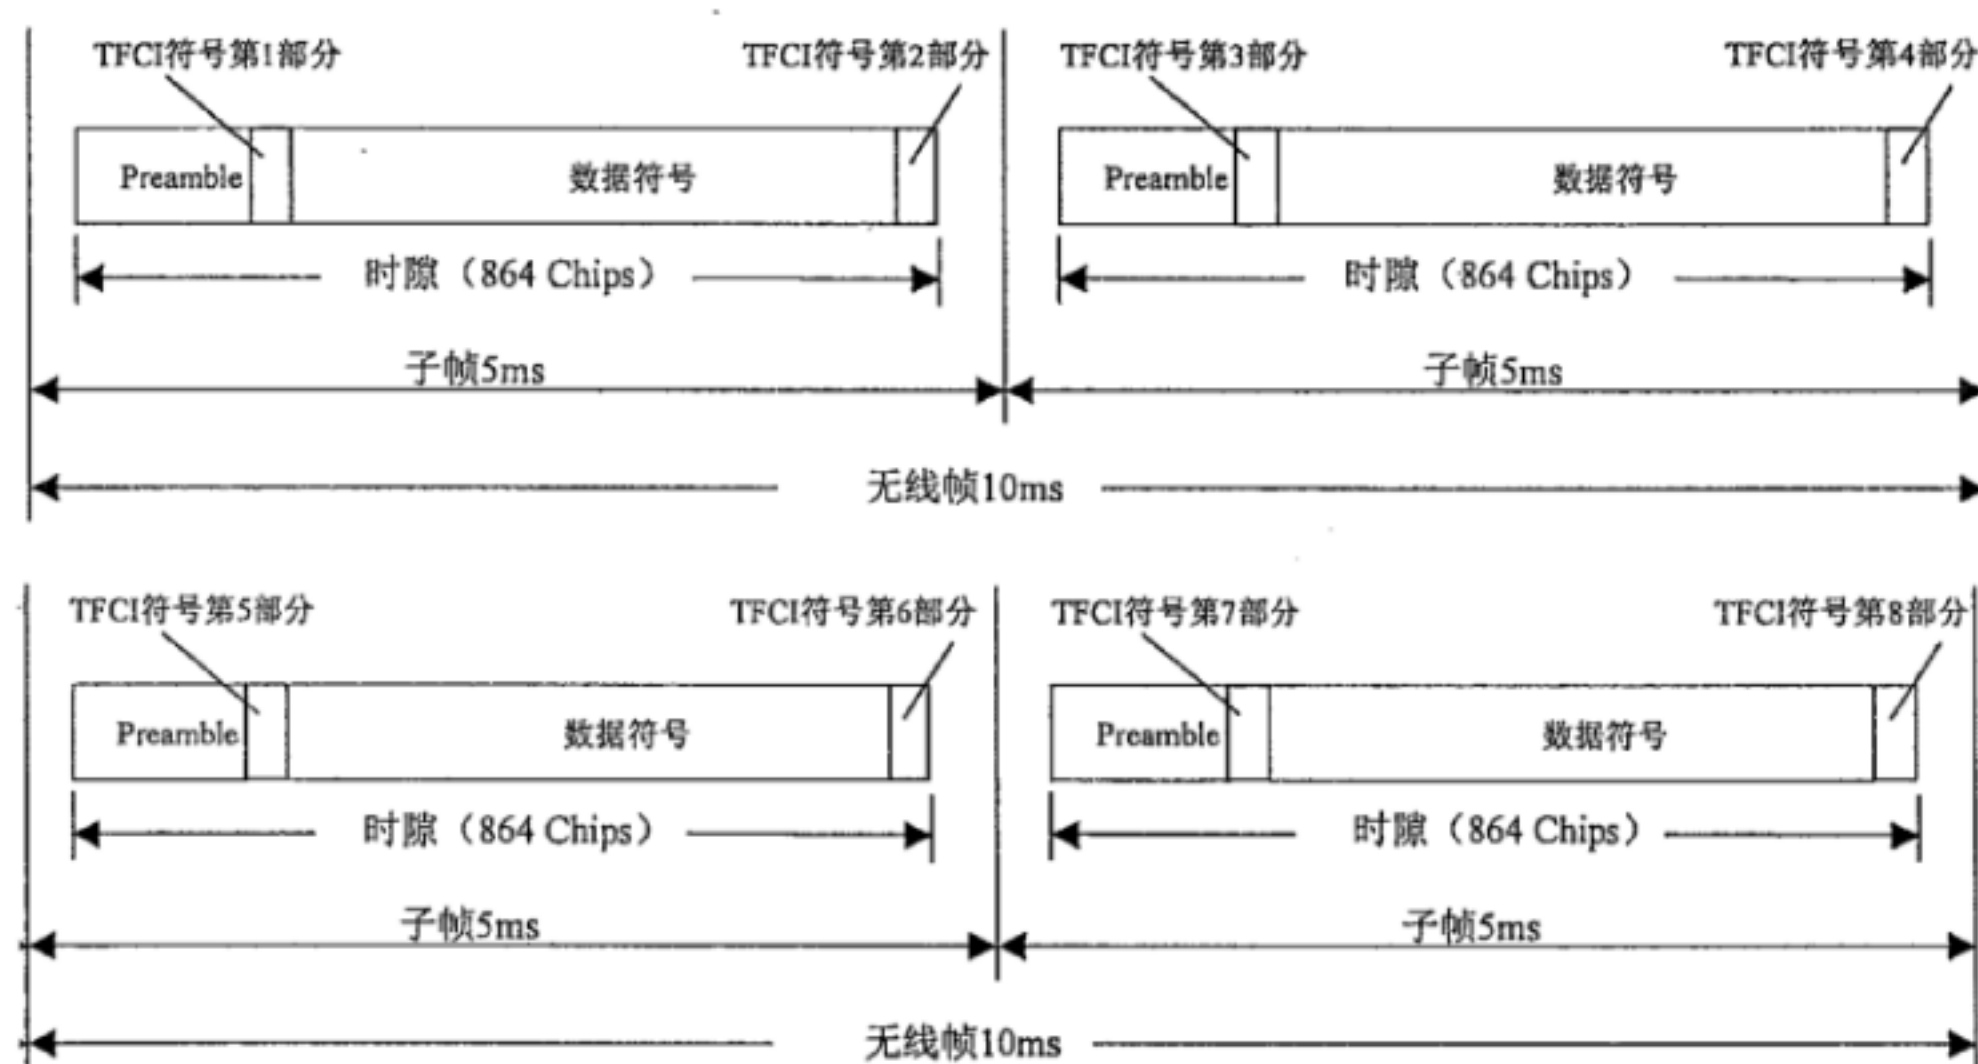 TFCI符号第1部分 TFCI符号第2部分 TFCI符号第3部分 TFCI符号第4部分
Preamble 数据符号 Preamble 数据符号
时隙（864 Chips） 时隙（864 Chips）
子帧5ms 子帧5ms
无线帧10ms
TFCI符号第5部分 TFCI符号第6部分 TFCI符号第7部分 TFCI符号第8部分
Preamble 数据符号 Preamble 数据符号
时隙（864 Chips） 时隙（864 Chips）
子帧5ms 子帧5ms
无线帧10ms